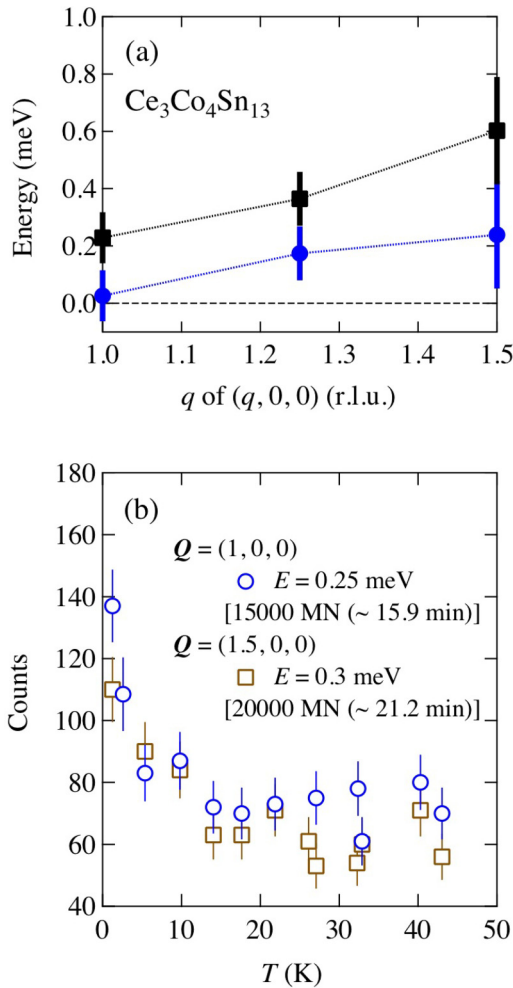 1.0
(a)
0.8
Ce3Co4Sn13
0.6
0.4
0.2
0.0
Energy (meV)
1.0 1.1 1.2 1.3 1.4 1.5
q of (q, 0, 0) (r.l.u.)
180
(b)
160
Q = (1, 0, 0)
E = 0.25 meV
140
[15000 MN (~ 15.9 min)]
Q = (1.5, 0, 0)
120
E = 0.3 meV
[20000 MN (~ 21.2 min)]
100
80
60
40
Counts
0 10 20 30 40 50
T (K)